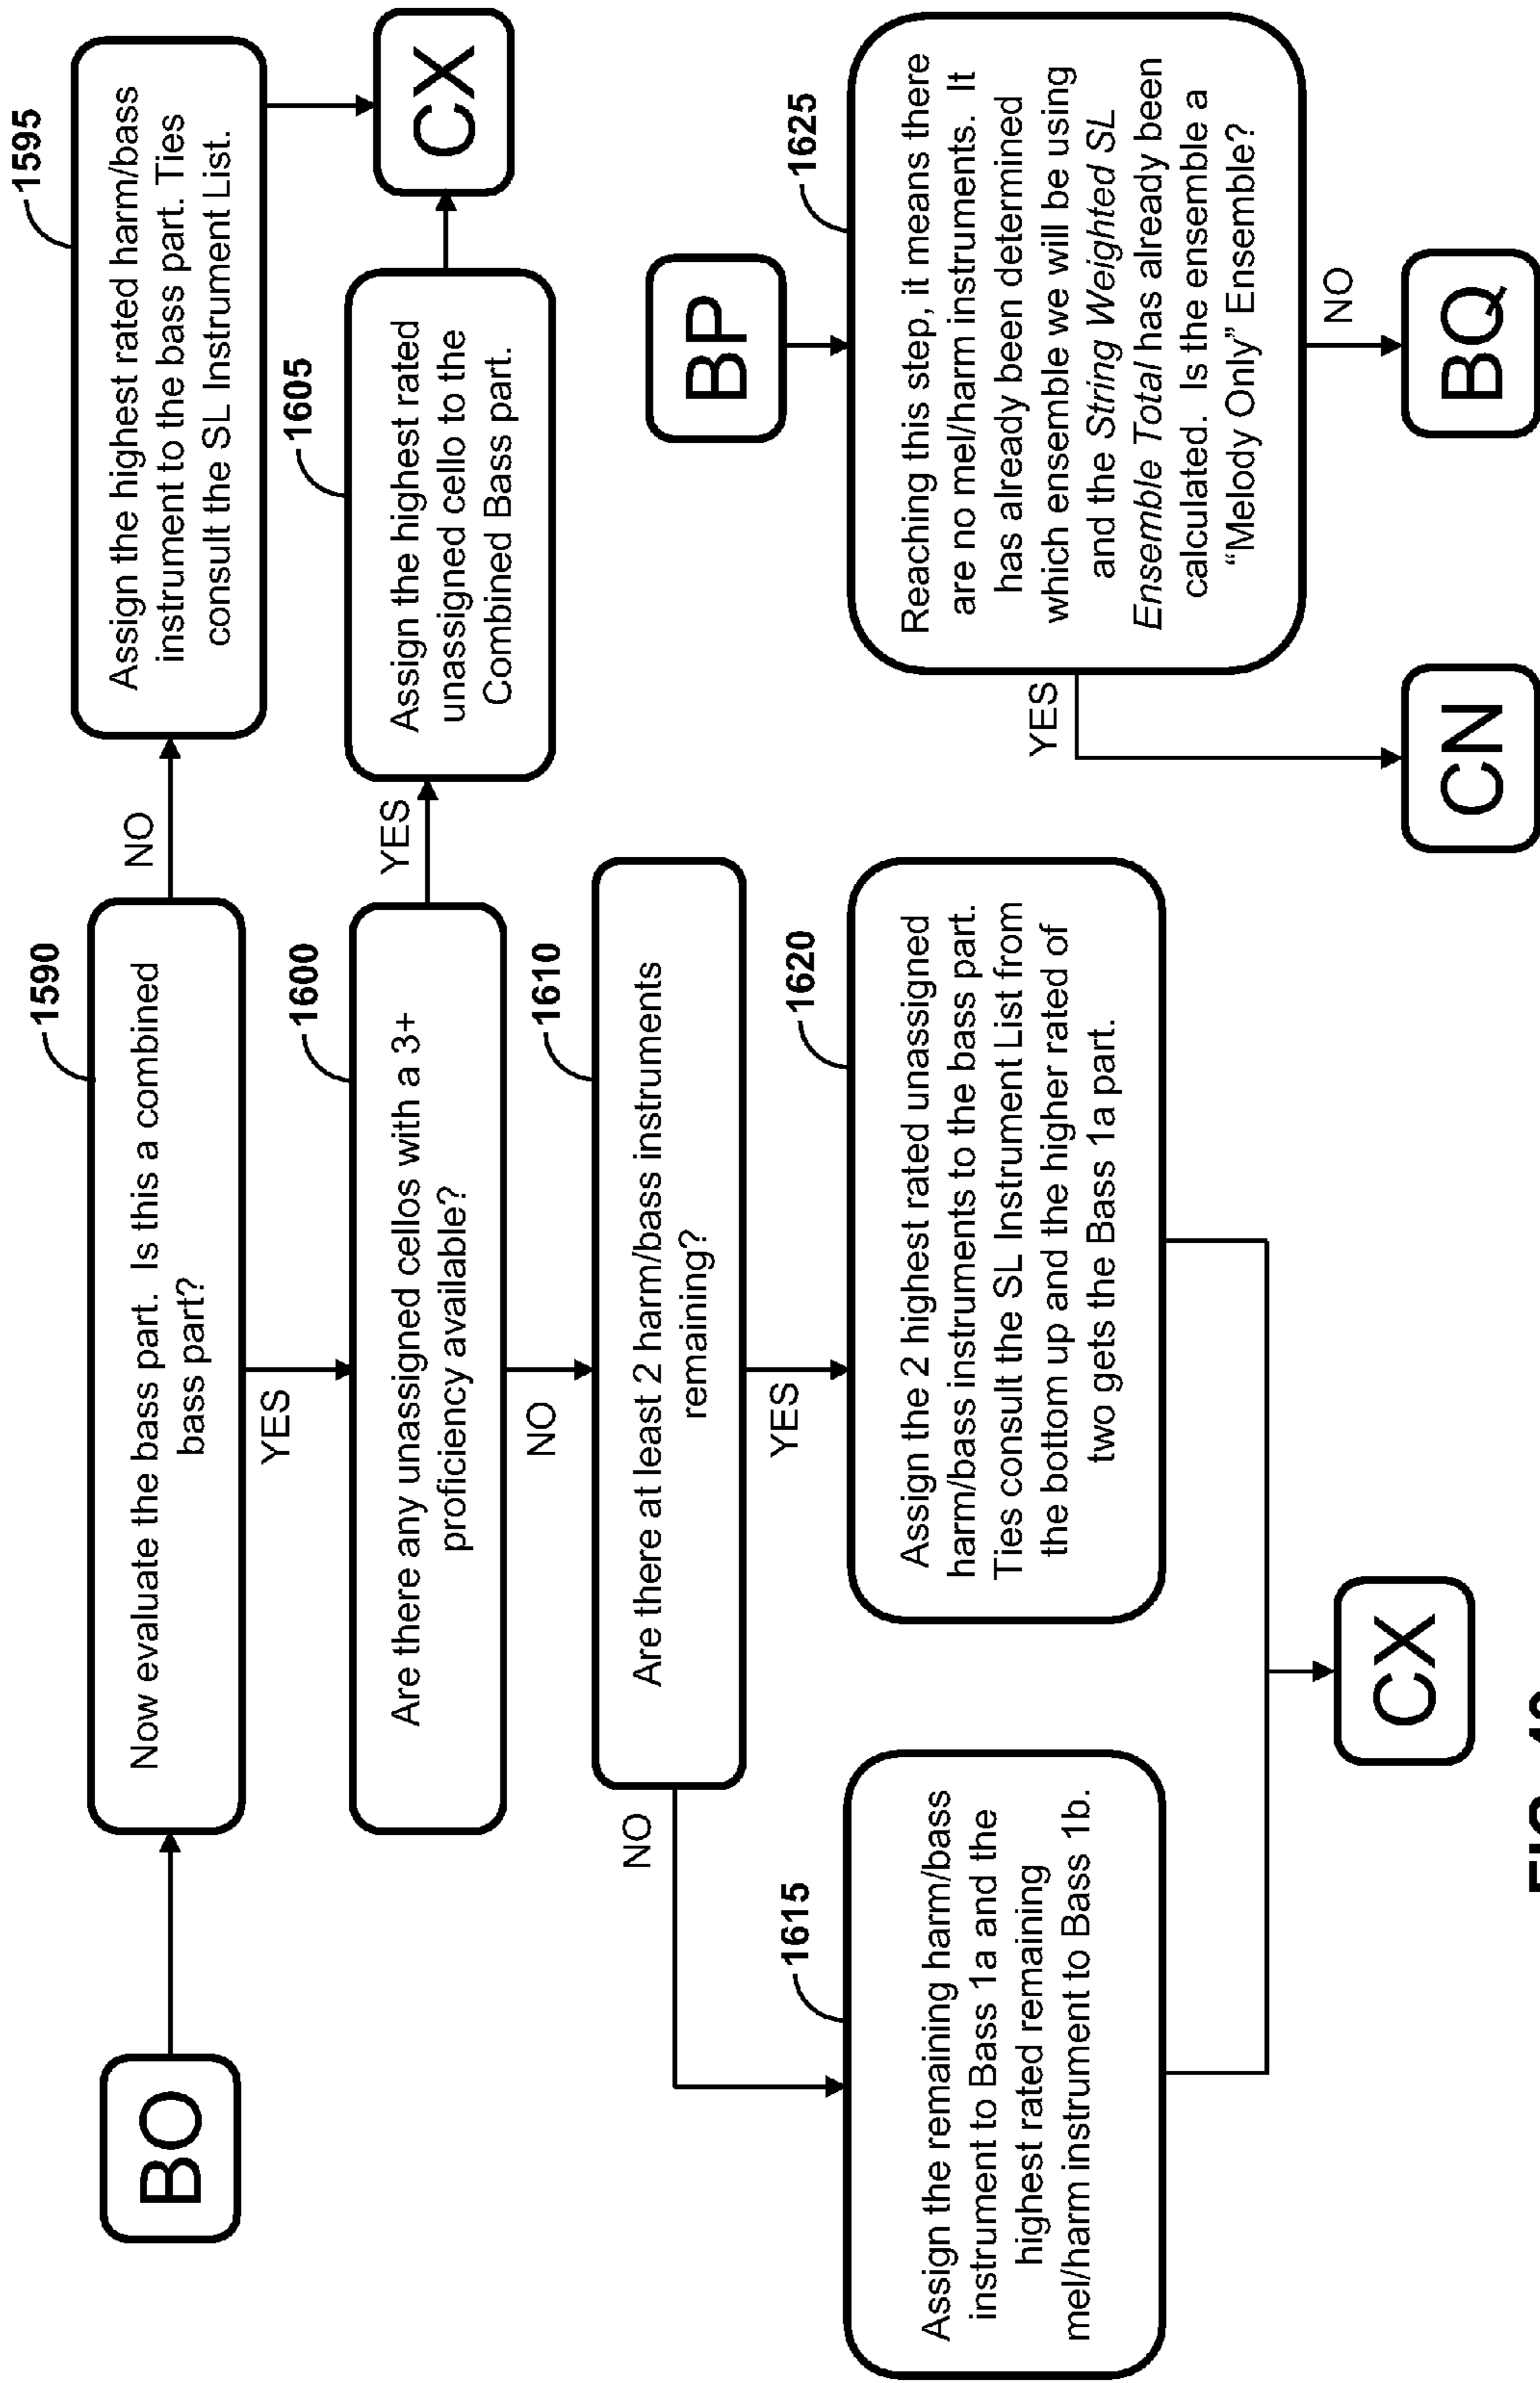 BO
1590
Now evaluate the bass part. Is this a combined
bass part?
NO
1595
Assign the highest rated harm/bass
instrument to the bass part. Ties
consult the SL Instrument List.
YES
CX
1600
Are there any unassigned cellos with a 3+
proficiency available?
YES
1605
Assign the highest rated
unassigned cello to the
Combined Bass part.
NO
1610
Are there at least 2 harm/bass instruments
remaining?
NO
YES
1615
Assign the remaining harm/bass
instrument to Bass 1a and the
highest rated remaining
mel/harm instrument to Bass 1b.
1620
Assign the 2 highest rated unassigned
harm/bass instruments to the bass part.
Ties consult the SL Instrument List from
the bottom up and the higher rated of
two gets the Bass 1a part.
CX
BP
1625
Reaching this step, it means there
are no mel/harm instruments. It
has already been determined
which ensemble we will be using
and the String Weighted SL
Ensemble Total has already been
calculated. Is the ensemble a
“Melody Only” Ensemble?
YES
NO
CN
BQ
FIG.